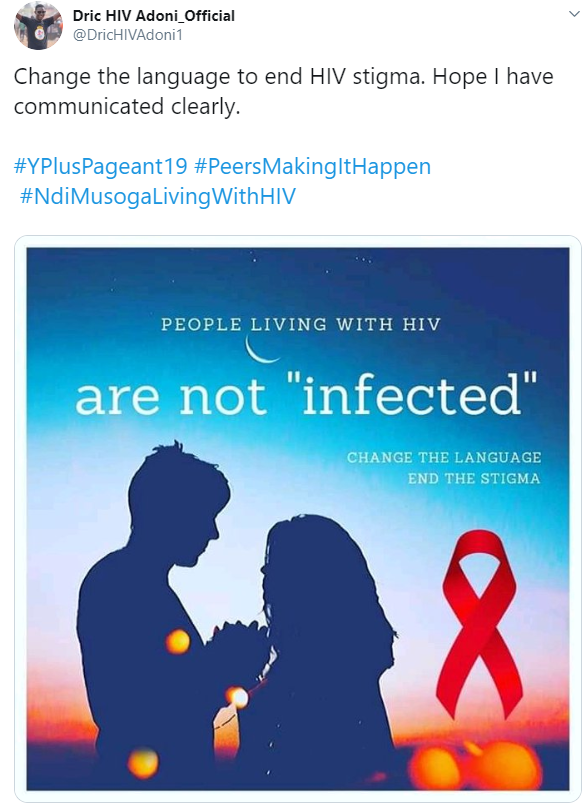 Dric HIV Adoni_Official
@DricHIVAdoni1
Change the language to end HIV stigma. Hope I have
communicated clearly.
#YPlusPageant19 #PeersMakingItHappen
#NdiMusogaLivingWithHIV
PEOPLE LIVING WITH HIV
are not "infected"
CHANGE THE LANGUAGE
END THE STIGMA